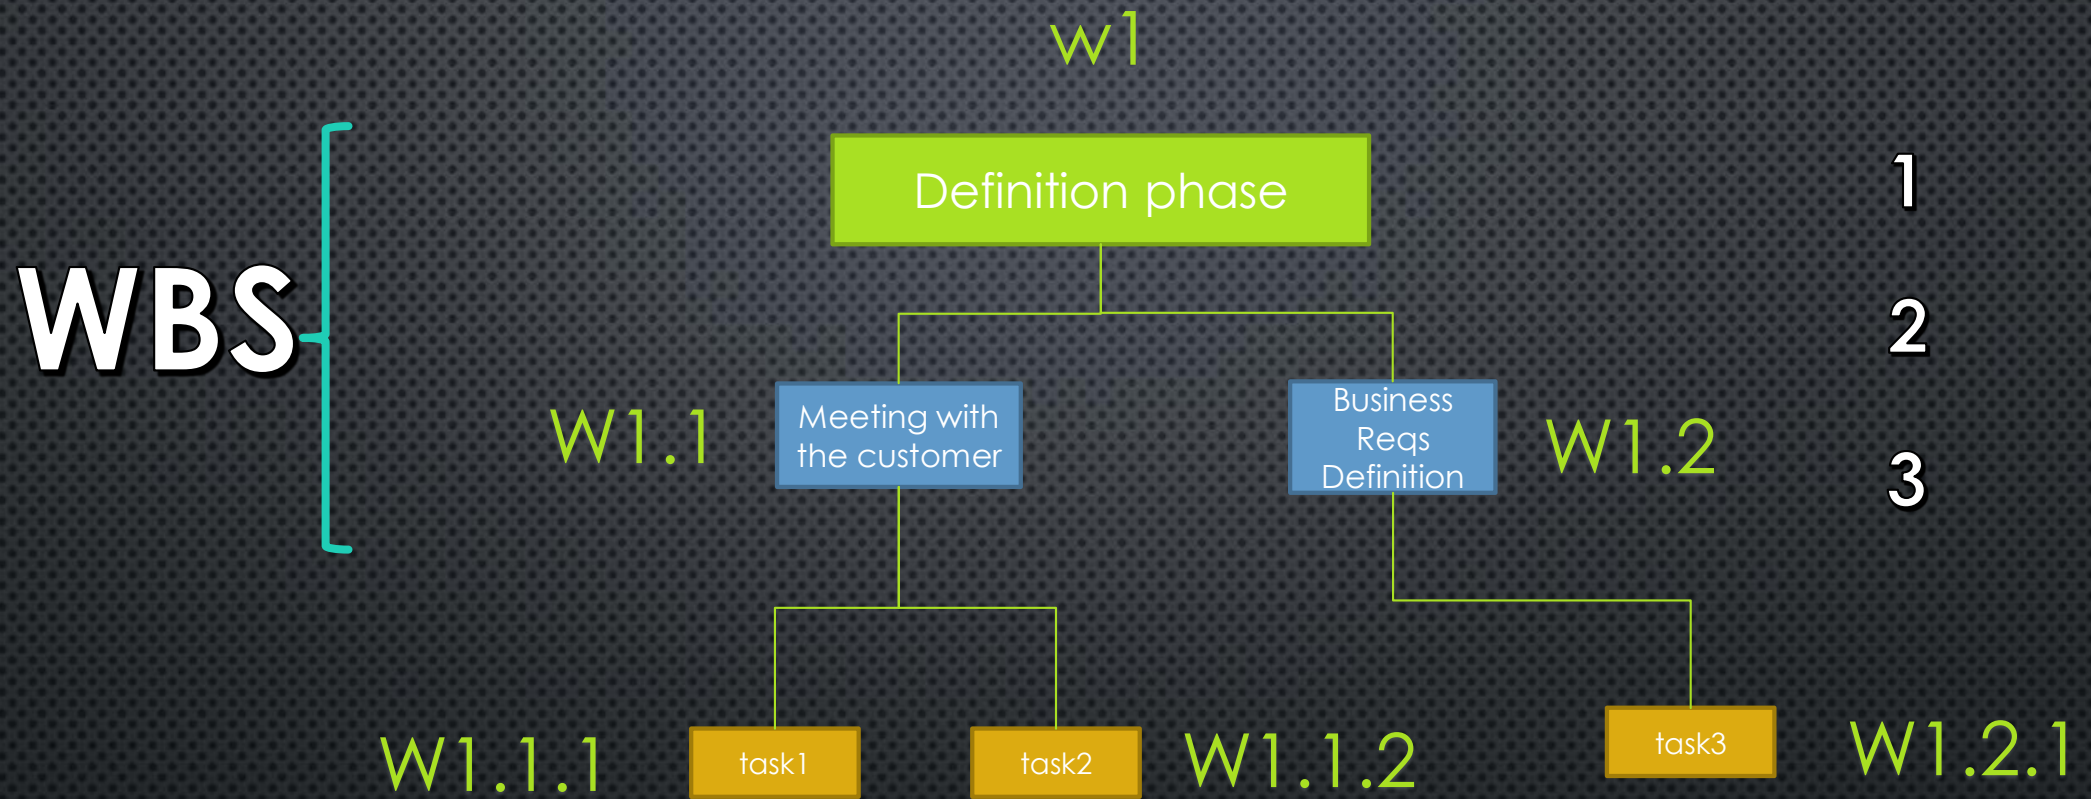 w1
Definition phase
1
WBS
2
W1.1
Meeting with
the customer
Business
Reqs
Definition
W1.2
3
W1.1.1
task1
task2
W1.1.2
task3
W1.2.1